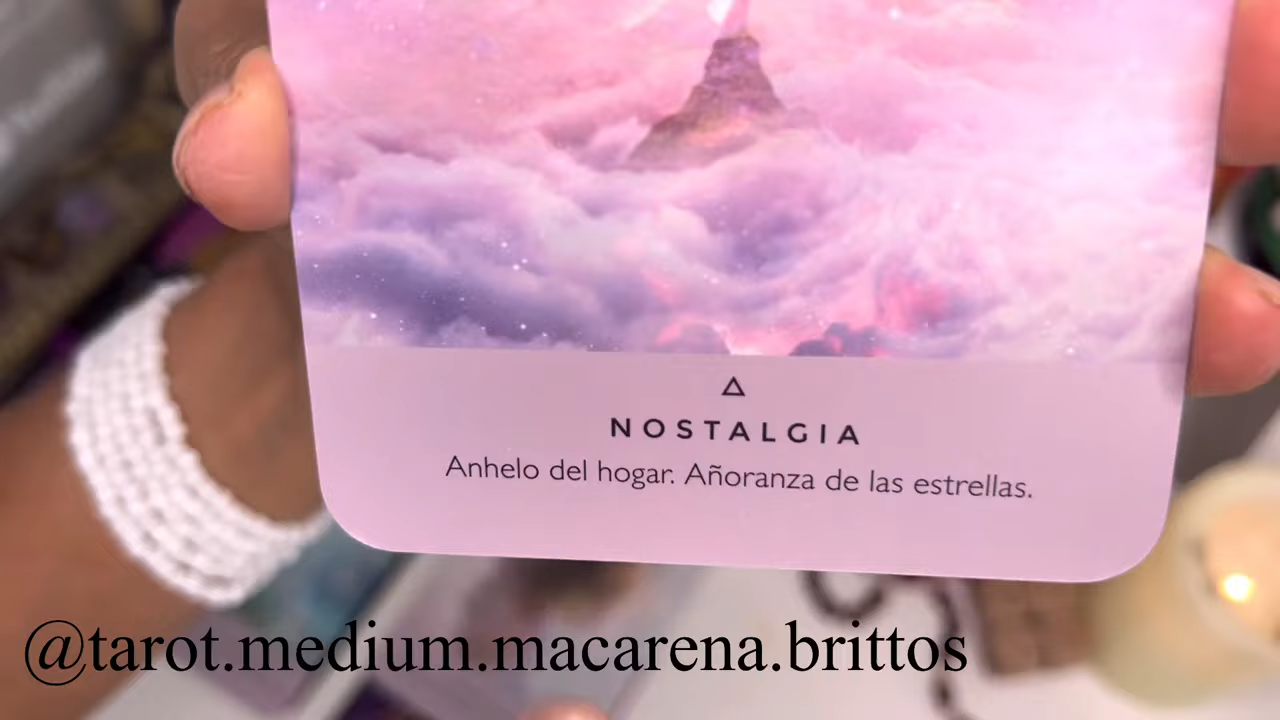 NOSTALGIA
Anhelo del hogar. Añoranza de las estrellas.
@tarot.medium.macarena.brittos